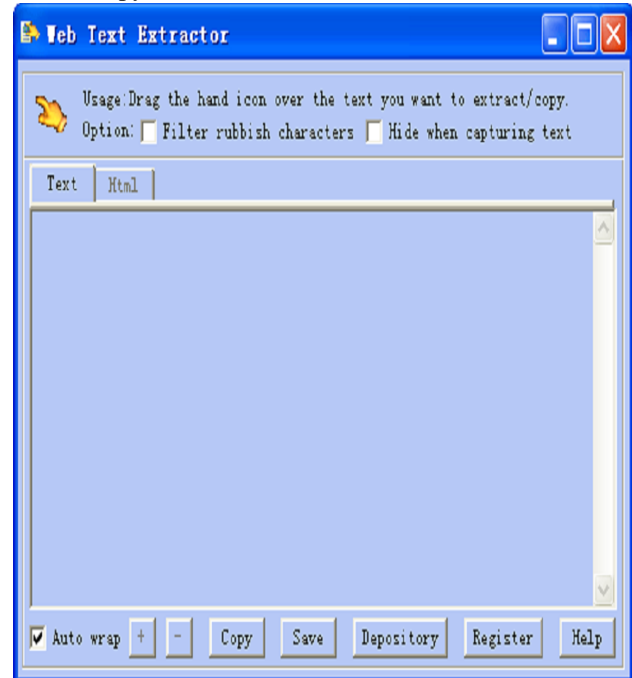 Web Text Extractor
Usage:Drag the hand icon over the text you want to extract/copy.
Option: Filter rubbish characters Hide when capturing text
Text Html
Auto wrap + - Copy Save Depository Register Help